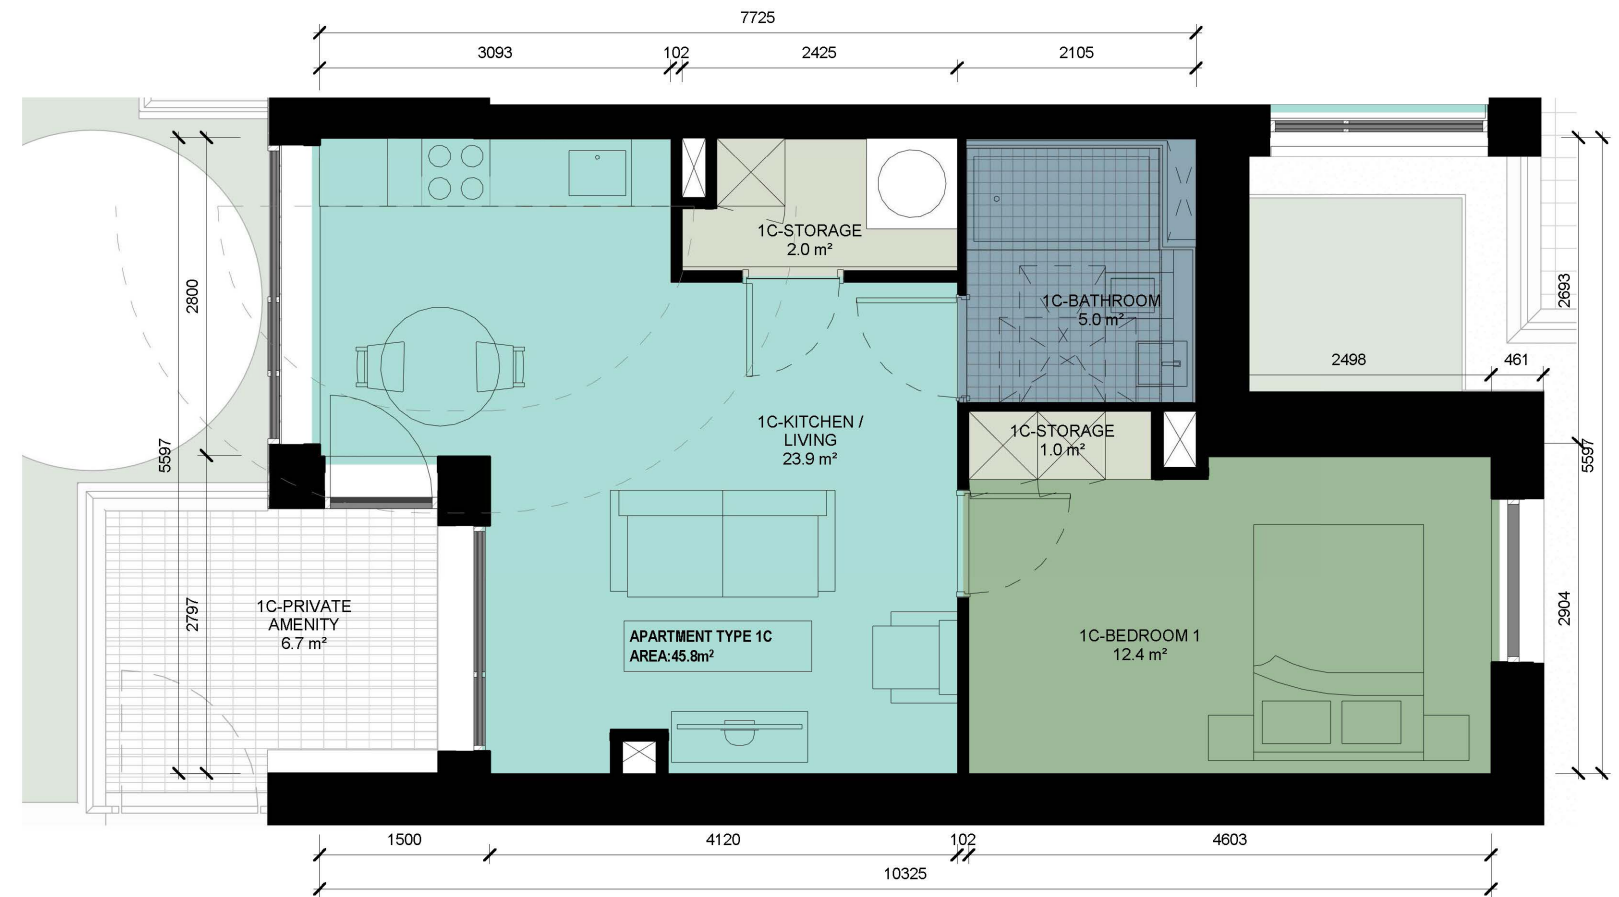 7725
3093
102
2425
2105
1C-STORAGE
2.0 m²
1C-BATHROOM
5.0 m²
2800
2693
2498
461
5597
5597
1C-KITCHEN /
LIVING
23.9 m²
1C-STORAGE
1.0 m²
2797
1C-PRIVATE
AMENITY
6.7 m²
APARTMENT TYPE 1C
AREA:45.8m²
1C-BEDROOM 1
12.4 m²
2904
1500
4120
102
4603
10325